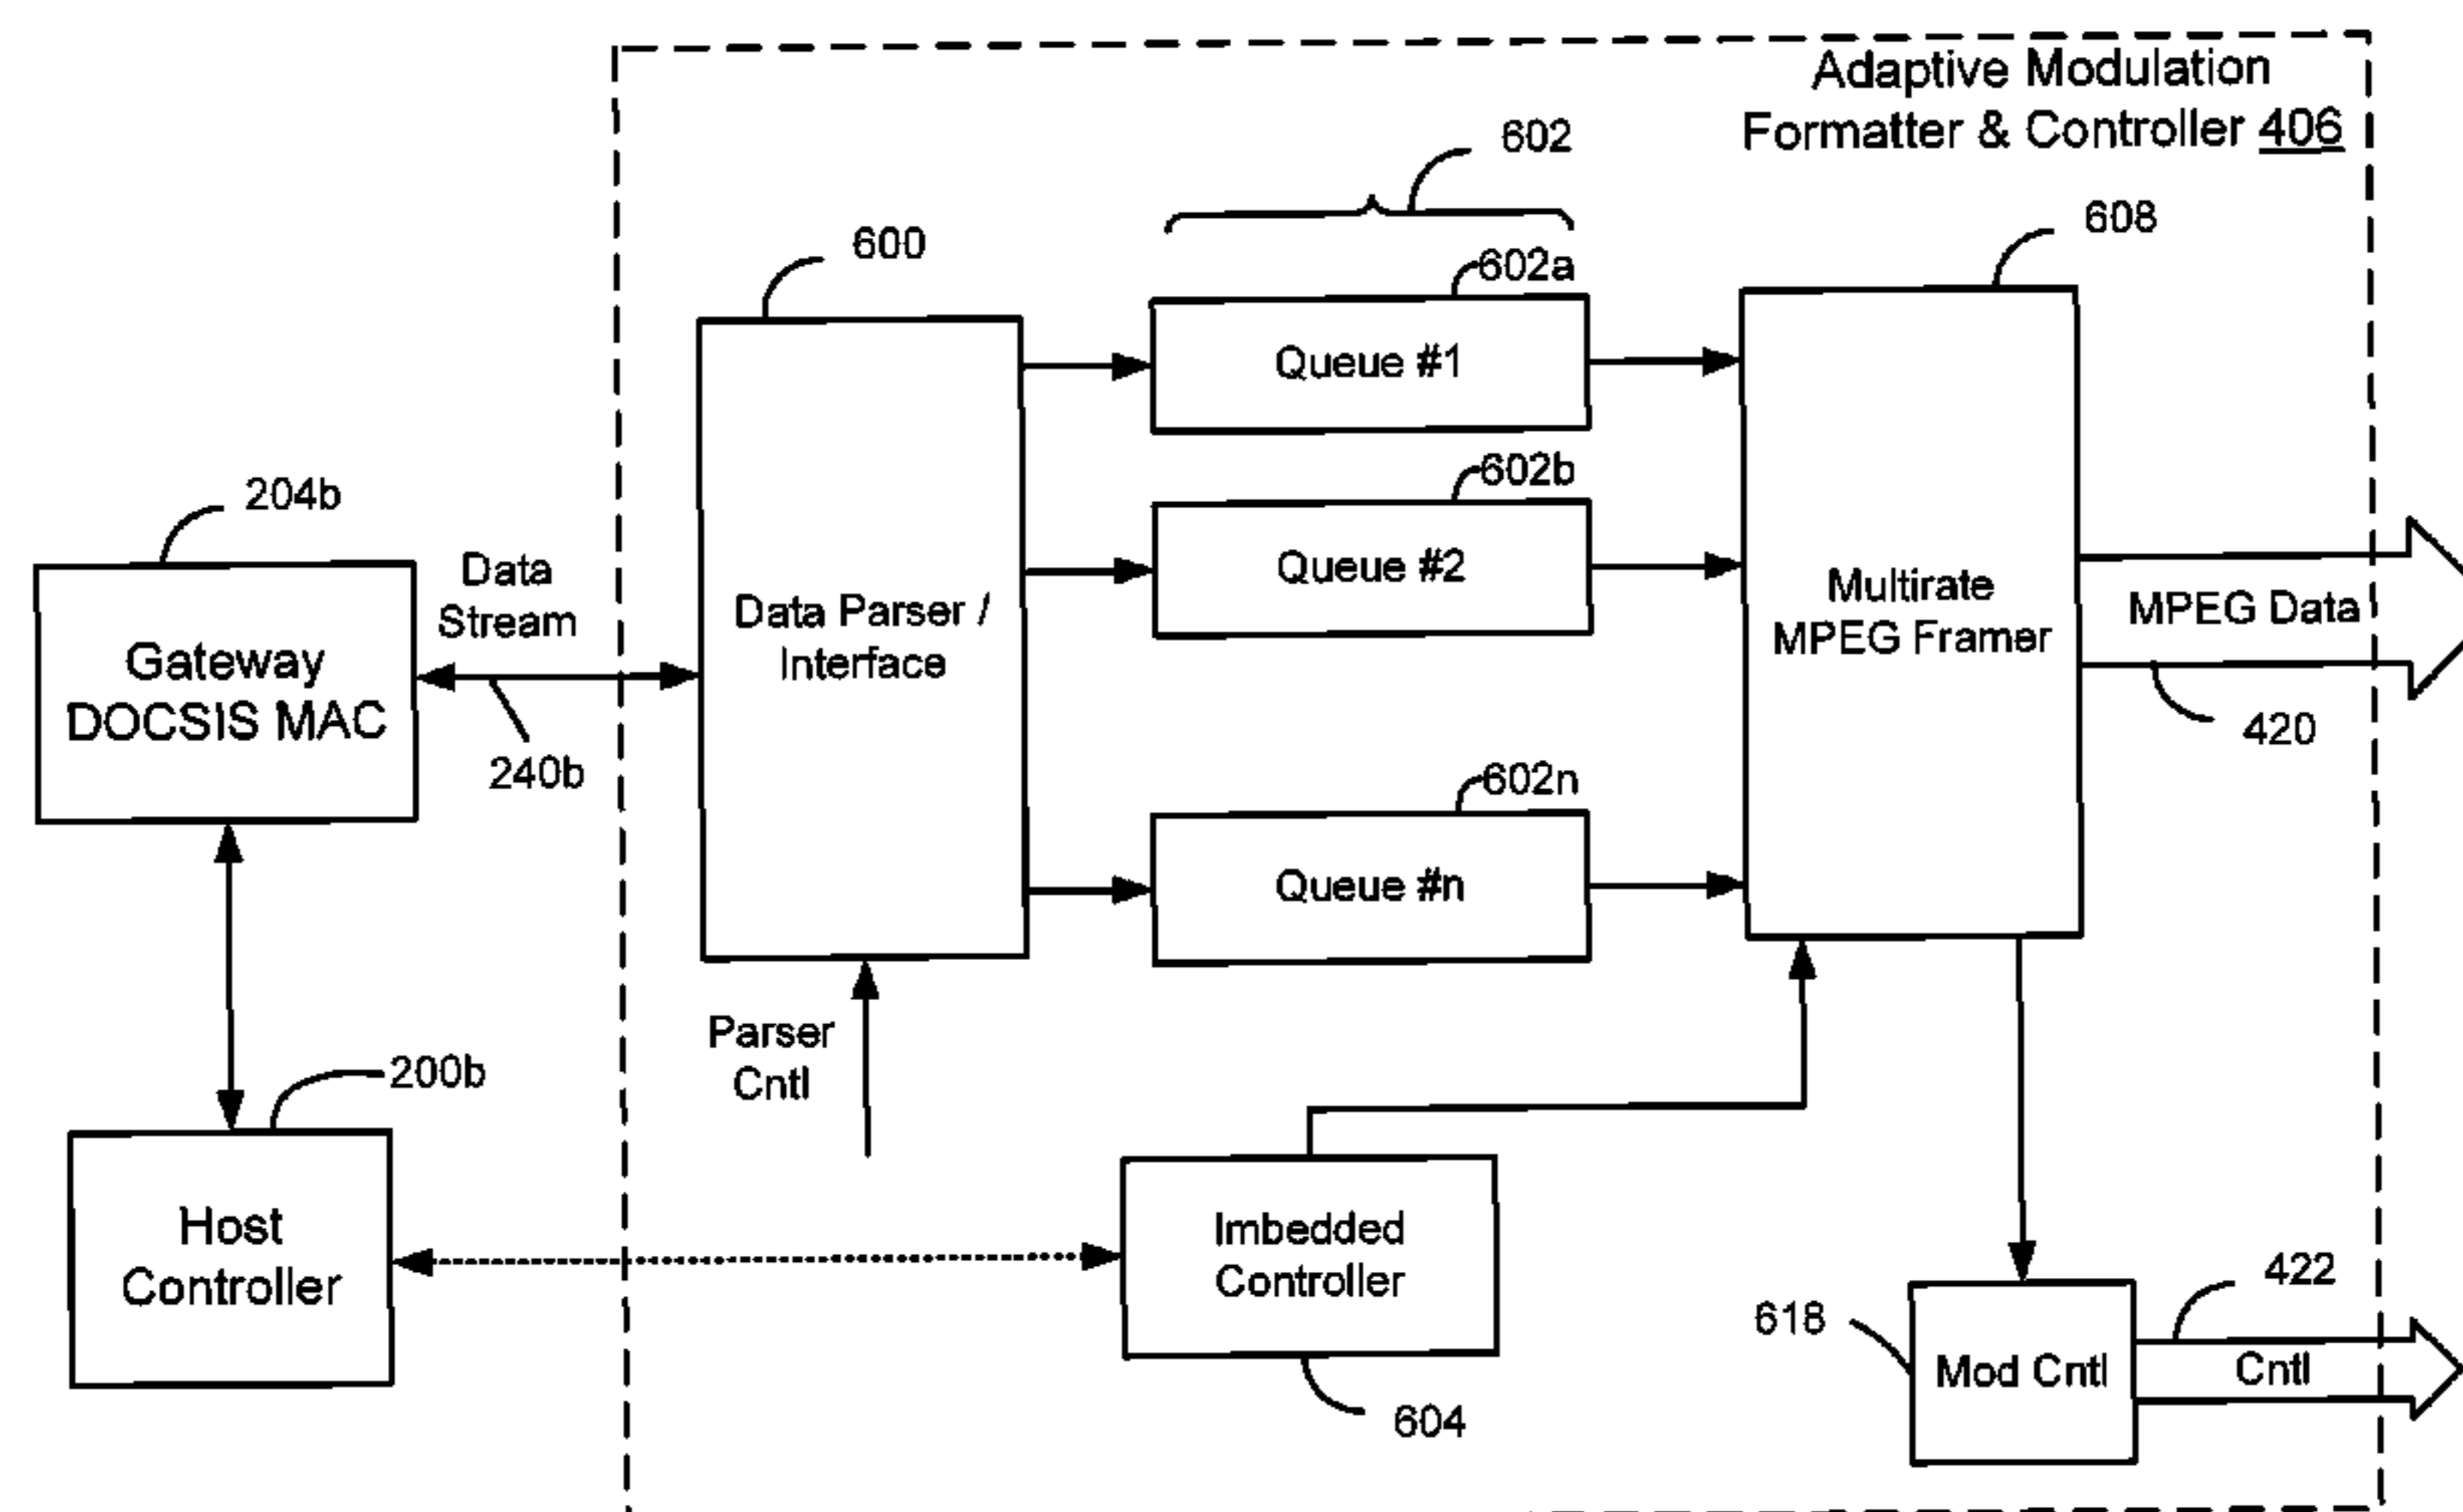 Adaptive Modulation
Formatter & Controller 406
602
608
600
602a
Queue #1
602b
204b
Data
Stream
Queue #2
Data Parser /
Interface
Multirate
MPEG Framer
MPEG Data
Gateway
DOCSIS MAC
240b
420
602n
Queue #n
Parser
Cntl
200b
Host
Controller
Imbedded
Controller
422
618
Mod Cntl
Cntl
604